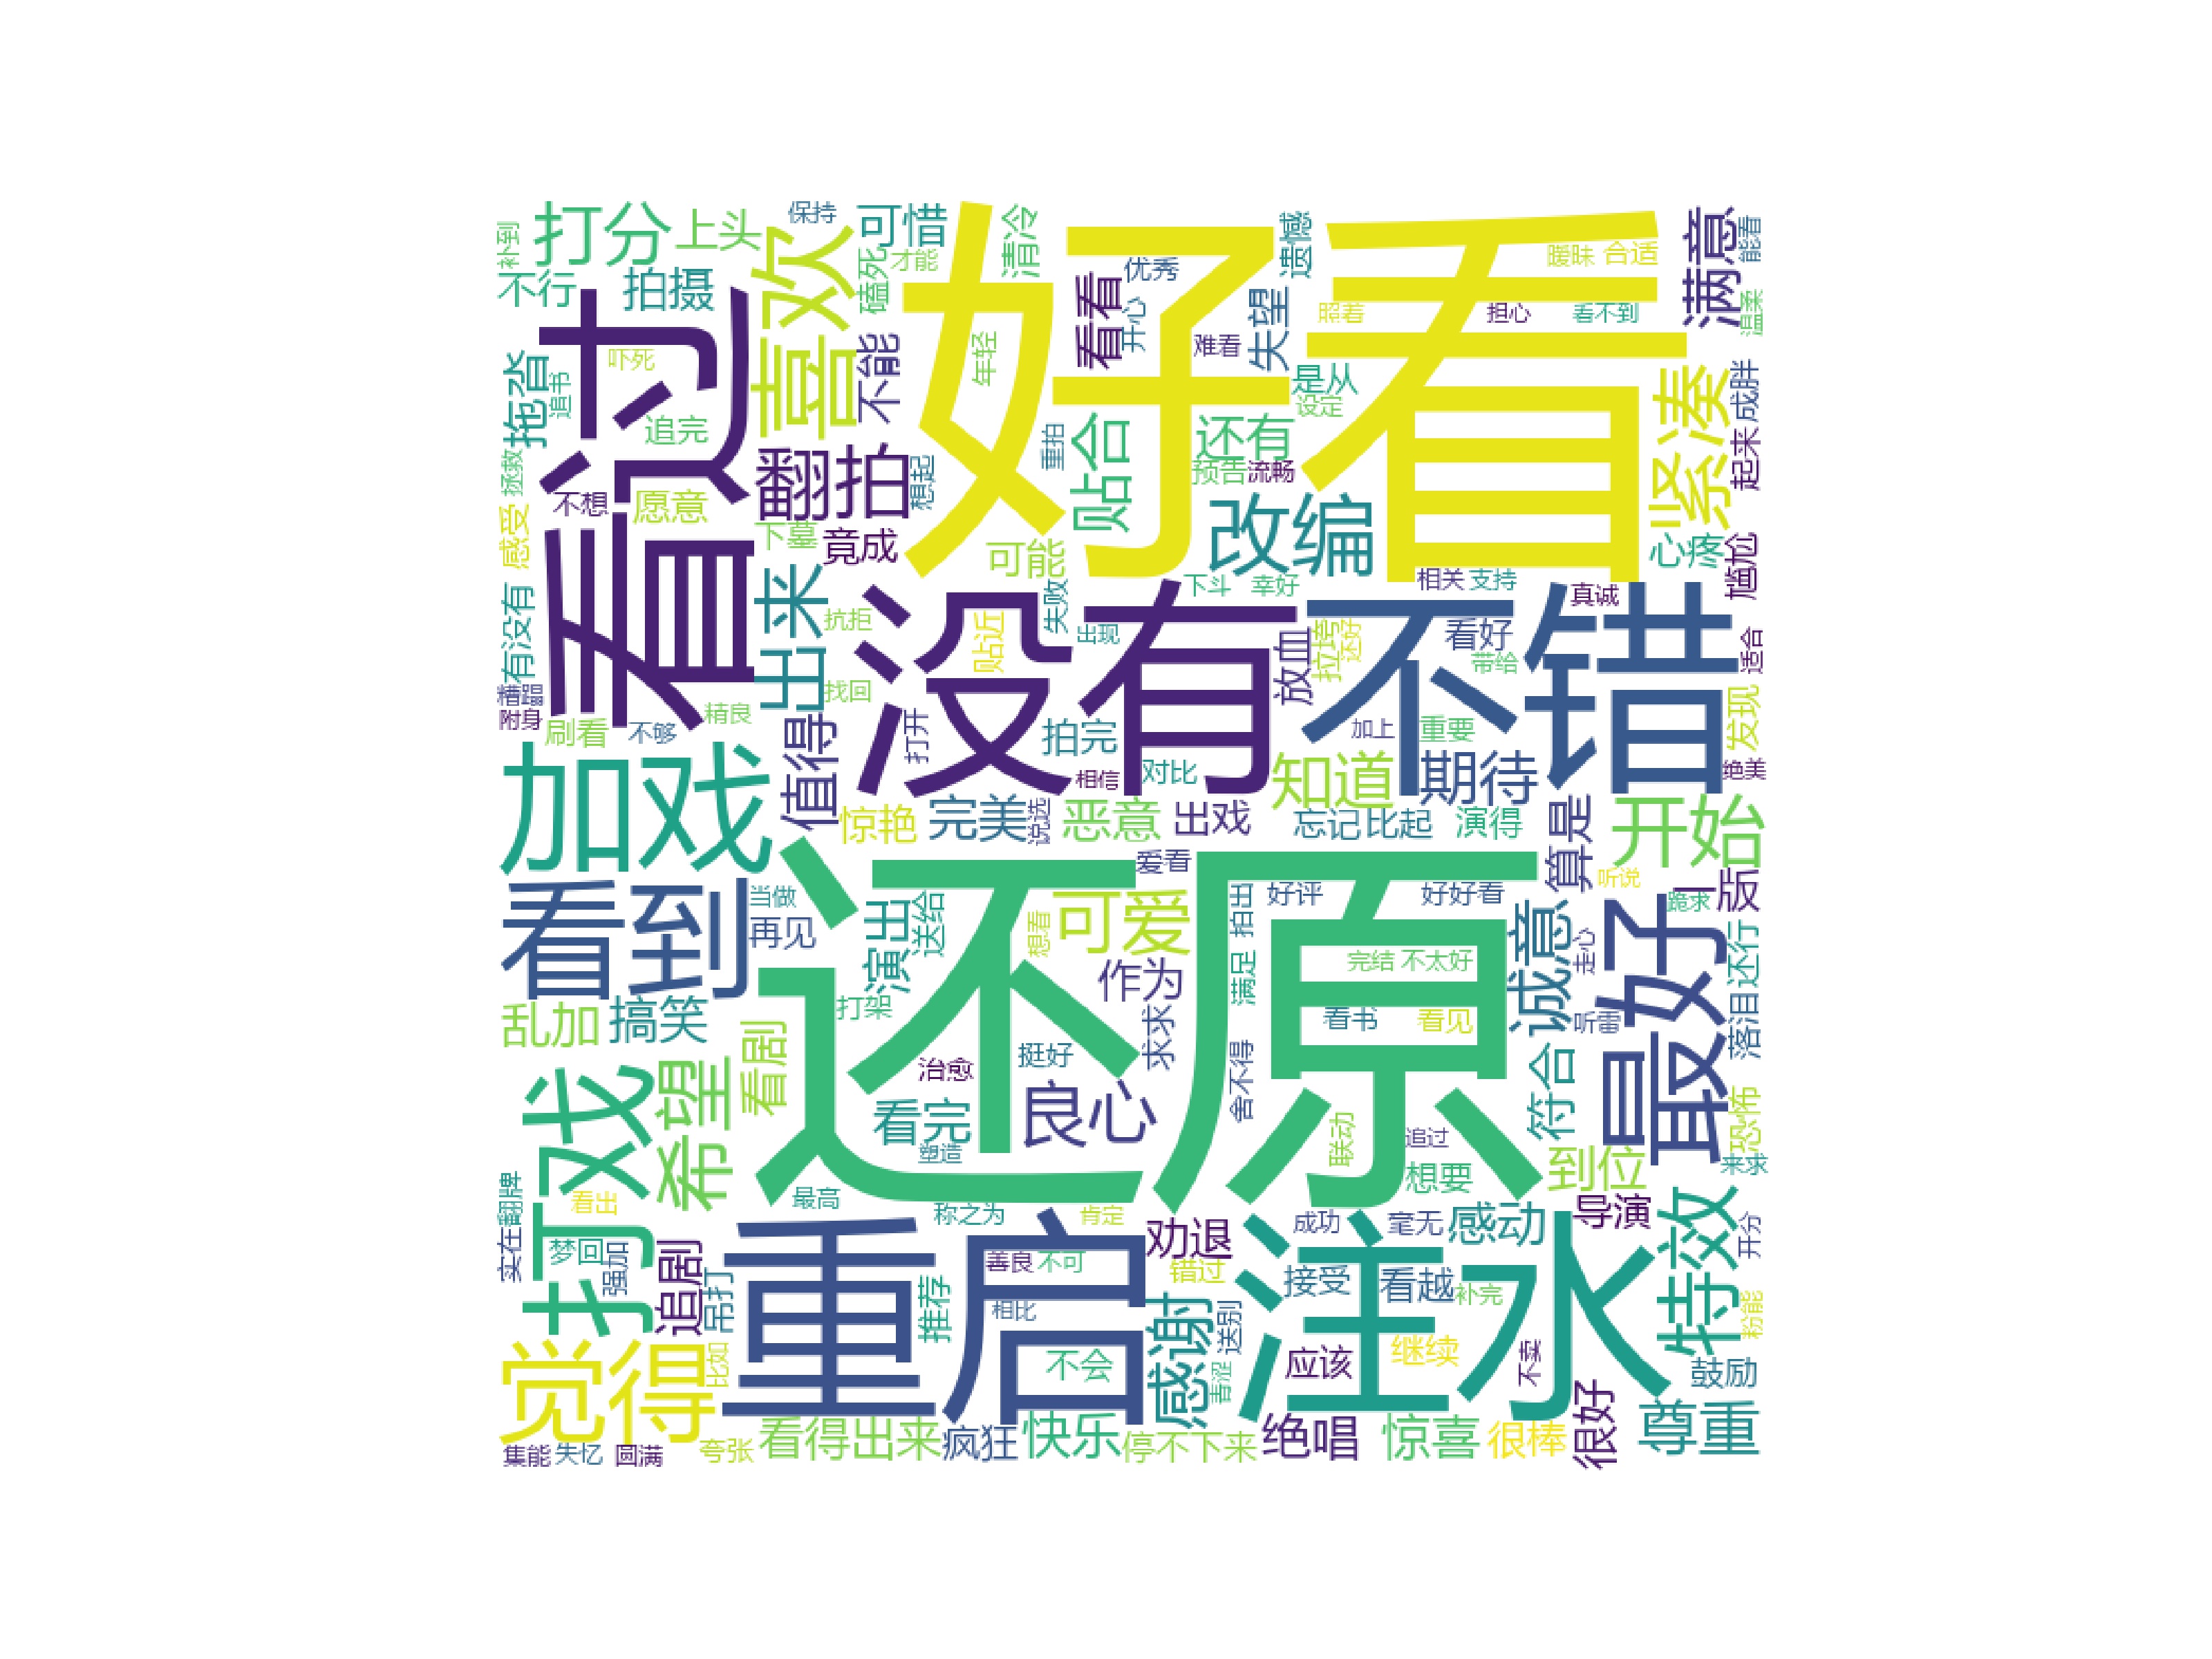 好看
还原
看过
没有
不错
重启
注水
加戏
看到
打戏
觉得
最好
喜欢
翻拍
改编
紧凑
满意
出来
希望
特效
开始
打分
上头
保持
可惜
清冷
遗憾
暧昧
合适
能看
补到
不行
拍摄
磕死
才能
看看
优秀
开心
失望
照着
担心
看不到
温柔
拖沓
追书
吓死
追完
不能
年轻
难看
是从
设定
成胖
拯救
不想
愿意
想起
重拍
贴合
还有
预告
流畅
起来
感受
下墓
竟成
可能
心疼
尴尬
有没有
抗拒
贴近
失败
出现
下斗
幸好
相关
支持
真诚
放血
拉垮
还好
看好
带给
适合
糟蹋
附身
刷看
不够
精良
找回
值得
打开
拍完
相信
对比
知道
加上
重要
期待
发现
绝美
惊艳
完美
说选
恶意
出戏
忘记
比起
演得
算是
爱看
好评
好好看
听说
一版
跪求
当做
再见
演出
送给
想看
可爱
拍出
满足
作为
求求
完结
不太好
诚意
走心
还行
落泪
乱加
搞笑
打架
看剧
挺好
治愈
看书
看见
听雷
舍不得
符合
恐怖
看完
良心
塑造
联动
追过
想要
到位
来求
翻牌
实在
看出
最高
称之为
肯定
劝退
成功
毫无
感动
导演
开分
梦回
强加
追剧
吊打
善良
不可
错过
接受
看越
补完
推荐
相比
感谢
送别
粉能
比如
不会
青涩
应该
继续
不卖
鼓励
集能
失忆
圆满
夸张
看得出来
疯狂
快乐
停不下来
绝唱
惊喜
很棒
很好
尊重